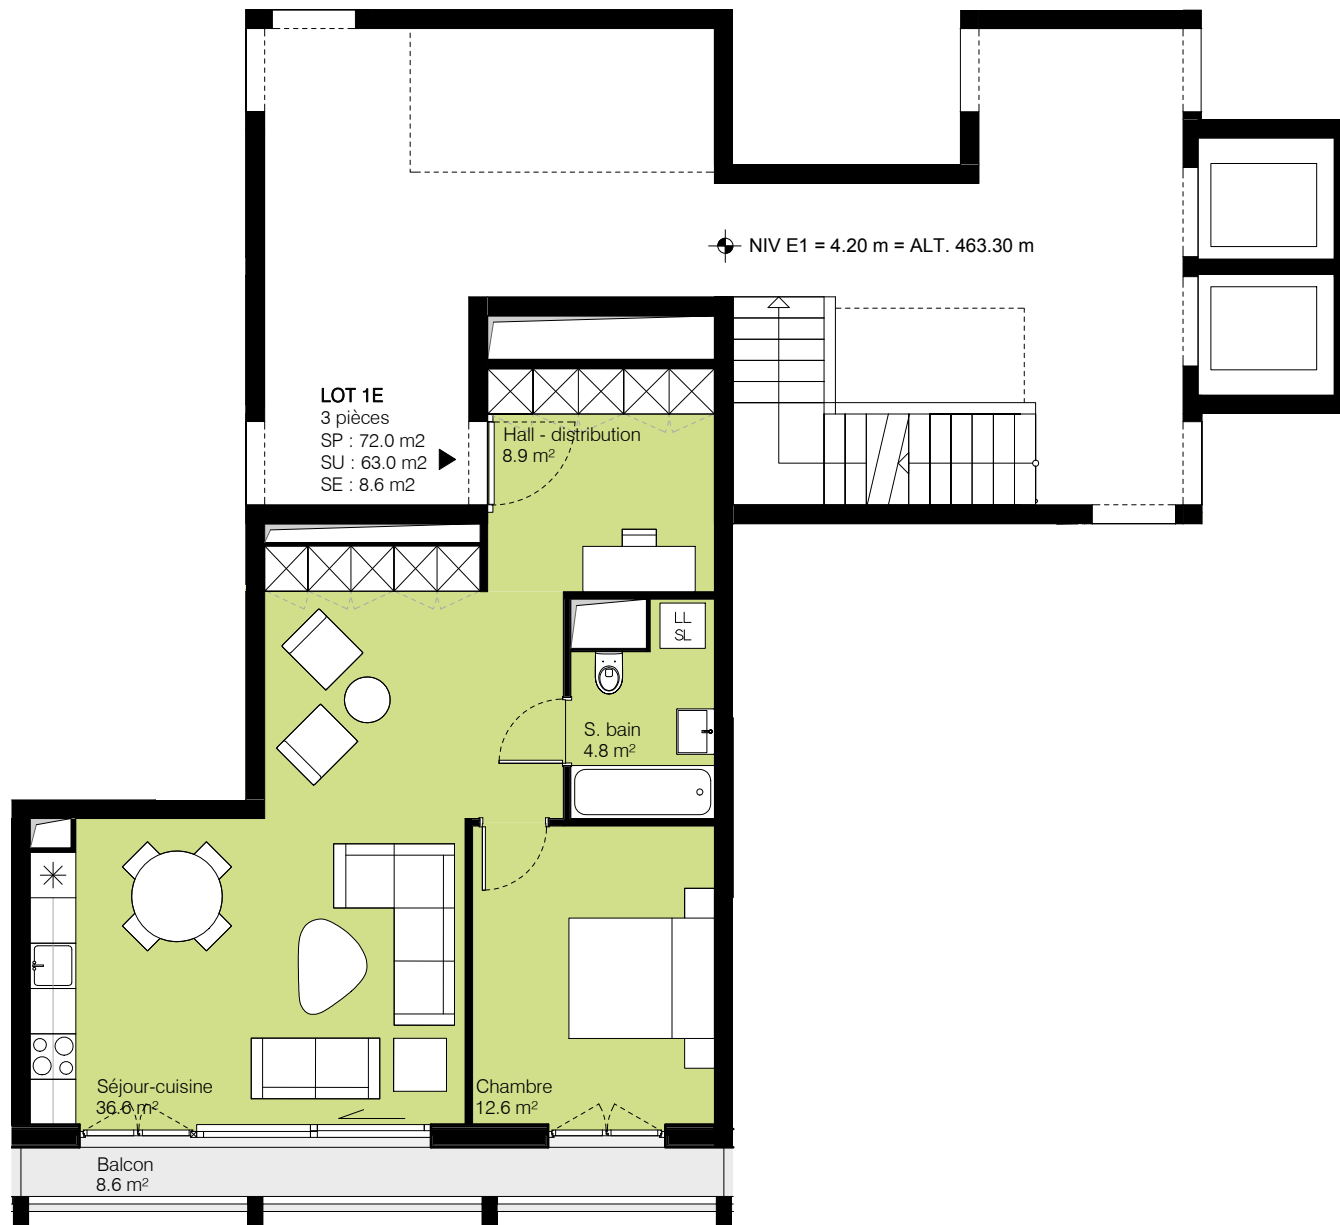 NIV E1 = 4.20 m = ALT. 463.30 m
LOT 1E
3 pièces
SP : 72.0 m2
SU : 63.0 m2
SE : 8.6 m2
Hall - distribution
8.9 m²
LL
SL
S. bain
4.8 m²
Séjour-cuisine
36.6 m²
Chambre
12.6 m²
Balcon
8.6 m²